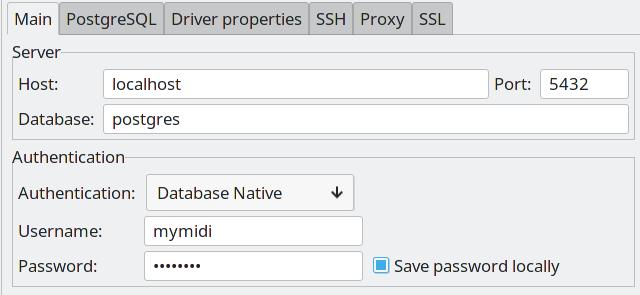 Main PostgreSQL Driver properties SSH Proxy SSL
Server
Host: localhost Port: 5432
Database: postgres
Authentication
Authentication: Database Native
Username: mymidi
Password: •••••••• Save password locally